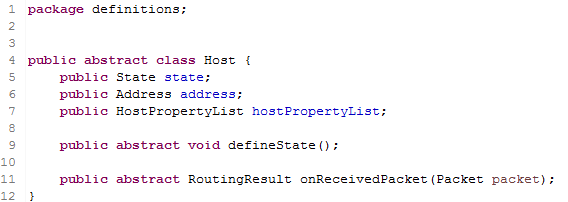 1 package definitions;
2
3
4 public abstract class Host {
5     public State state;
6     public Address address;
7     public HostPropertyList hostPropertyList;
8
9     public abstract void defineState();
10
11     public abstract RoutingResult onReceivedPacket(Packet packet);
12 }